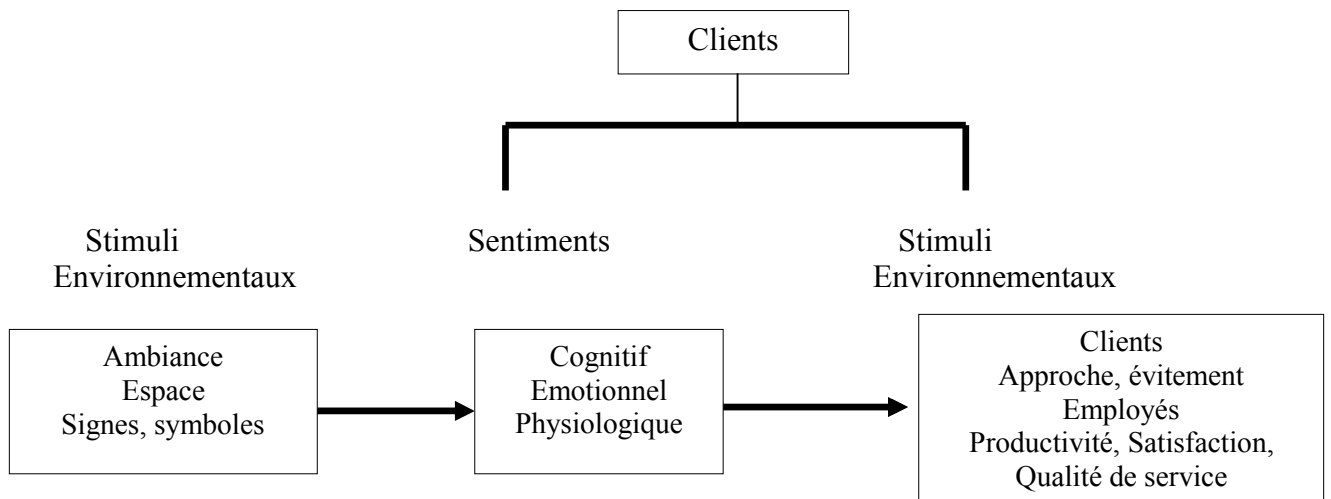 Clients
Stimuli
Environnementaux
Sentiments
Stimuli
Environnementaux
Ambiance
Espace
Signes, symboles
Cognitif
Emotionnel
Physiologique
Clients
Approche, évitement
Employés
Productivité, Satisfaction,
Qualité de service